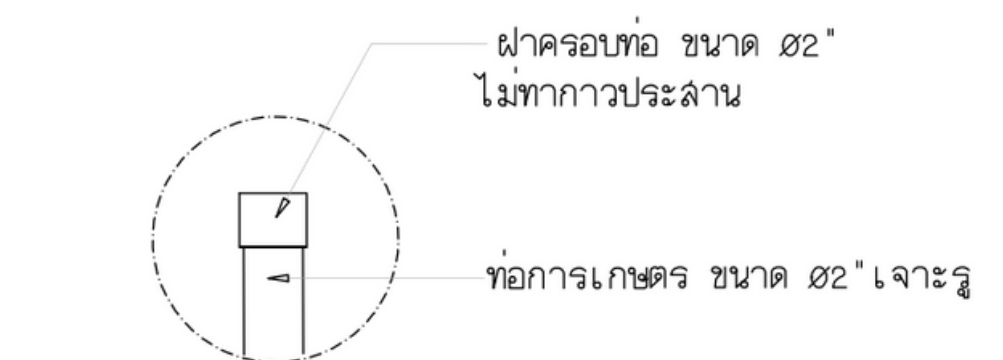 ฝาครอบท่อ ขนาด Ø2"
ไม่ทากาวประสาน
ท่อการเกษตร ขนาด Ø2" เจาะรู